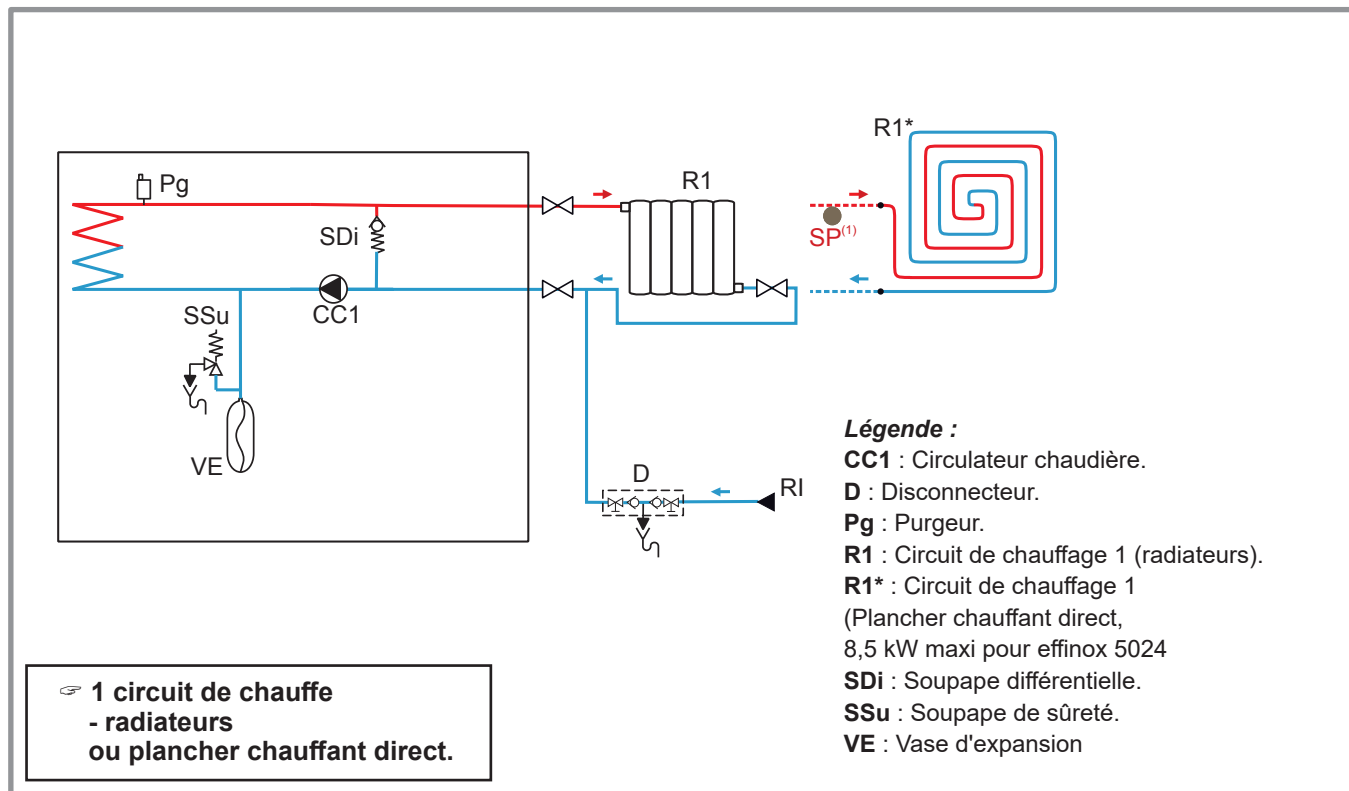 R1*
Pg
R1
SDi
SP(1)
SSu
CC1
VE
D
RI
Légende :
CC1 : Circulateur chaudière.
D : Disconnecteur.
Pg : Purgeur.
R1 : Circuit de chauffage 1 (radiateurs).
R1* : Circuit de chauffage 1
(Plancher chauffant direct,
8,5 kW maxi pour effinox 5024
SDi : Soupape différentielle.
SSu : Soupape de sûreté.
VE : Vase d'expansion
☞ 1 circuit de chauffe
- radiateurs
ou plancher chauffant direct.